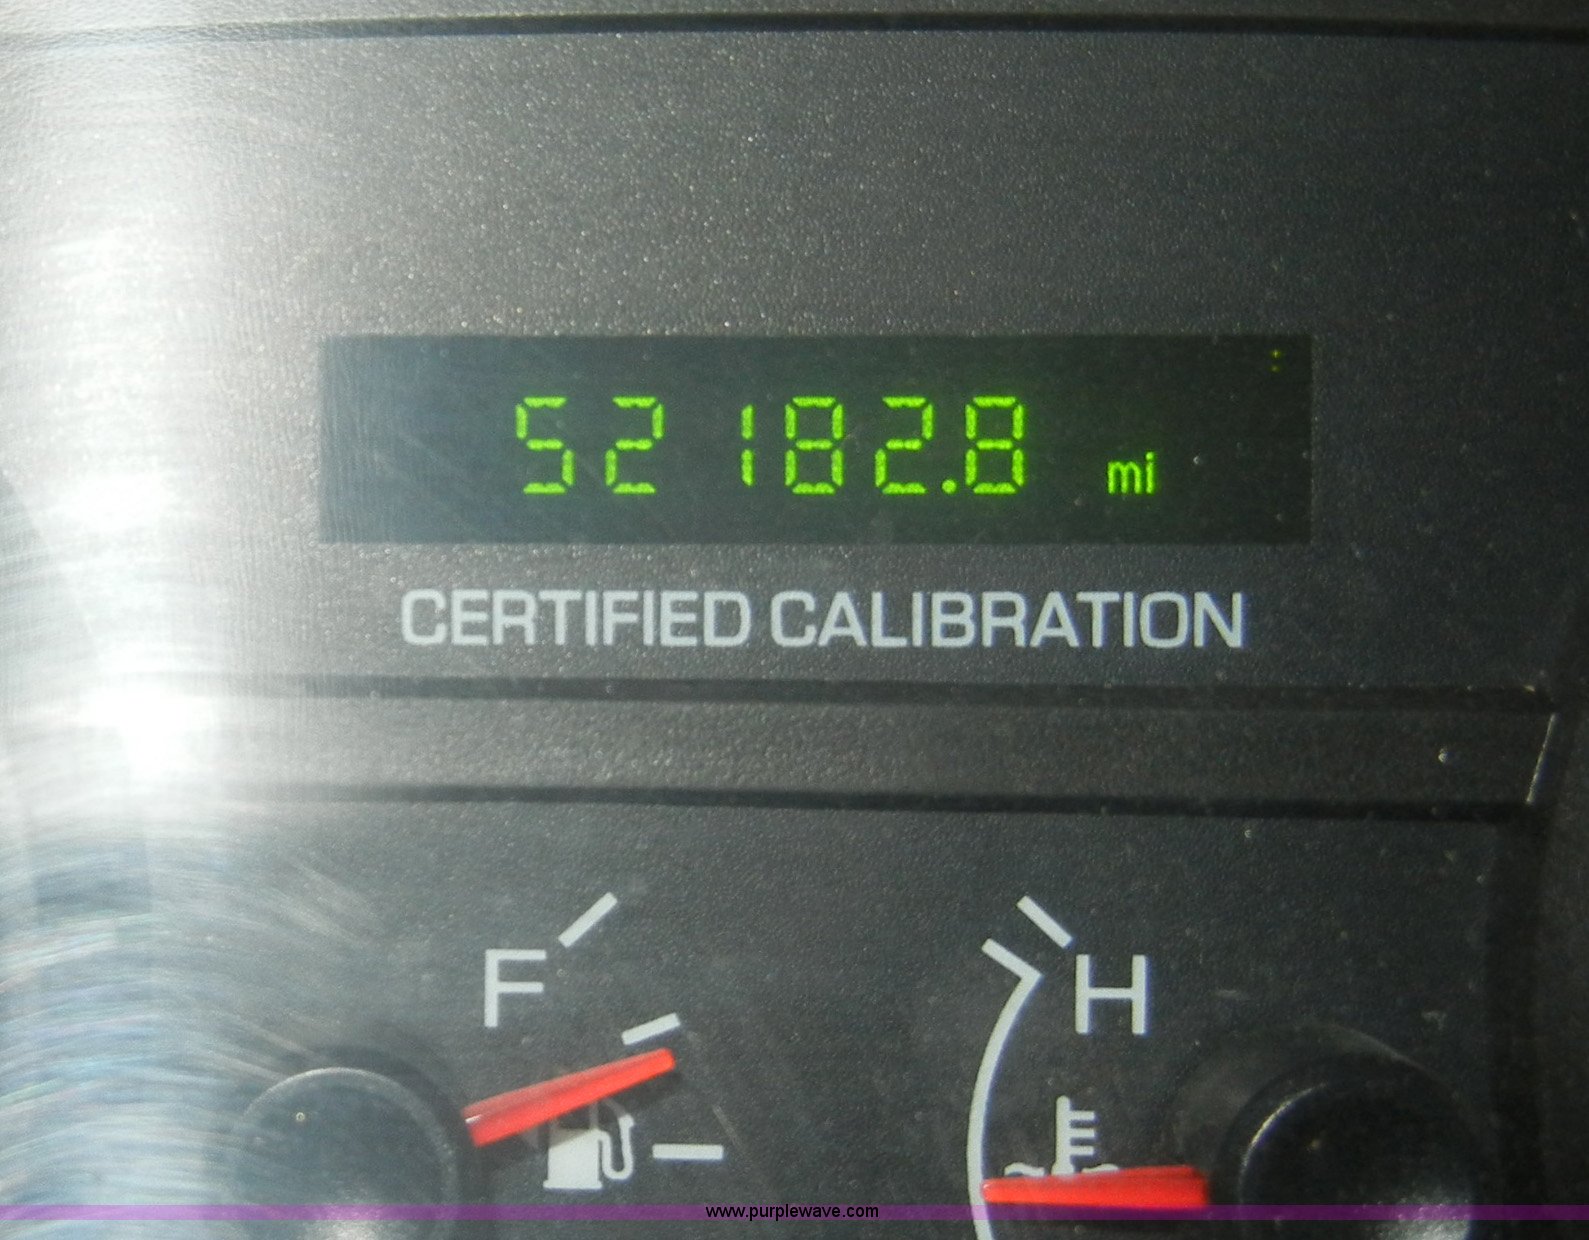 52182.8 mi
CERTIFIED CALIBRATION
F
H
www.purplewave.com